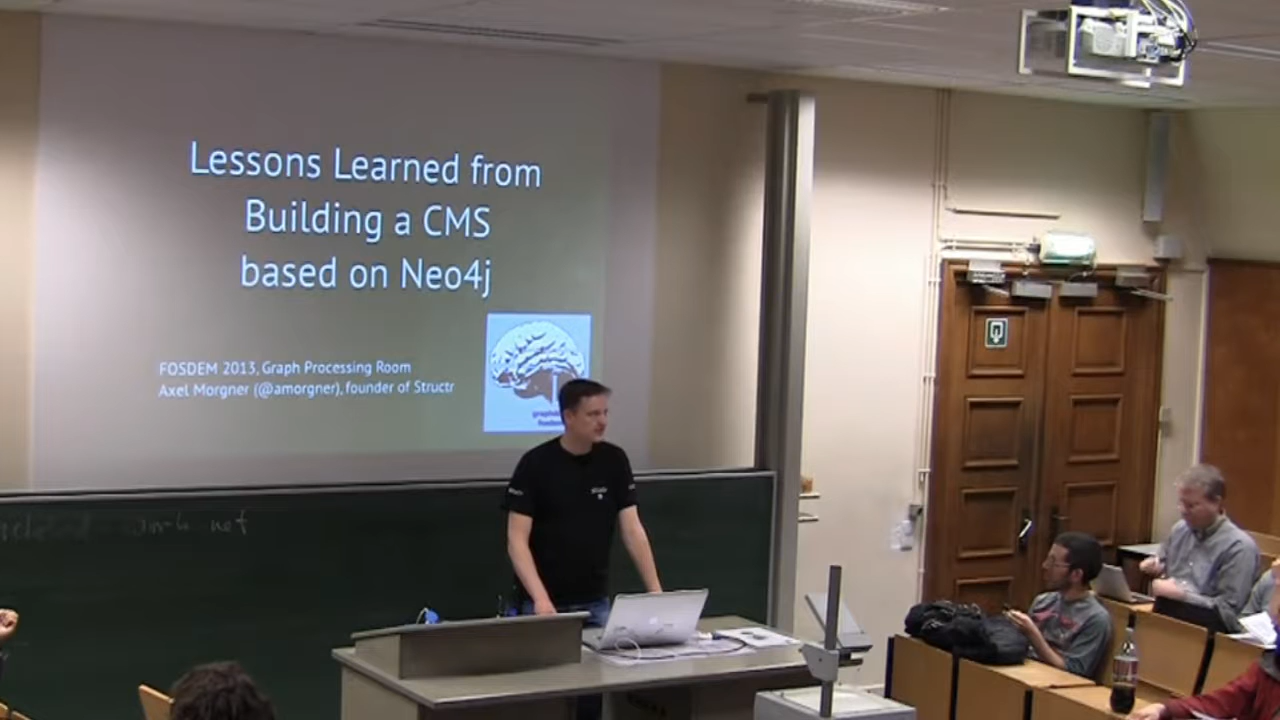 Lessons Learned from
Building a CMS
based on Neo4j
FOSDEM 2013, Graph Processing Room
Axel Morgner (@amorgner), founder of Structr